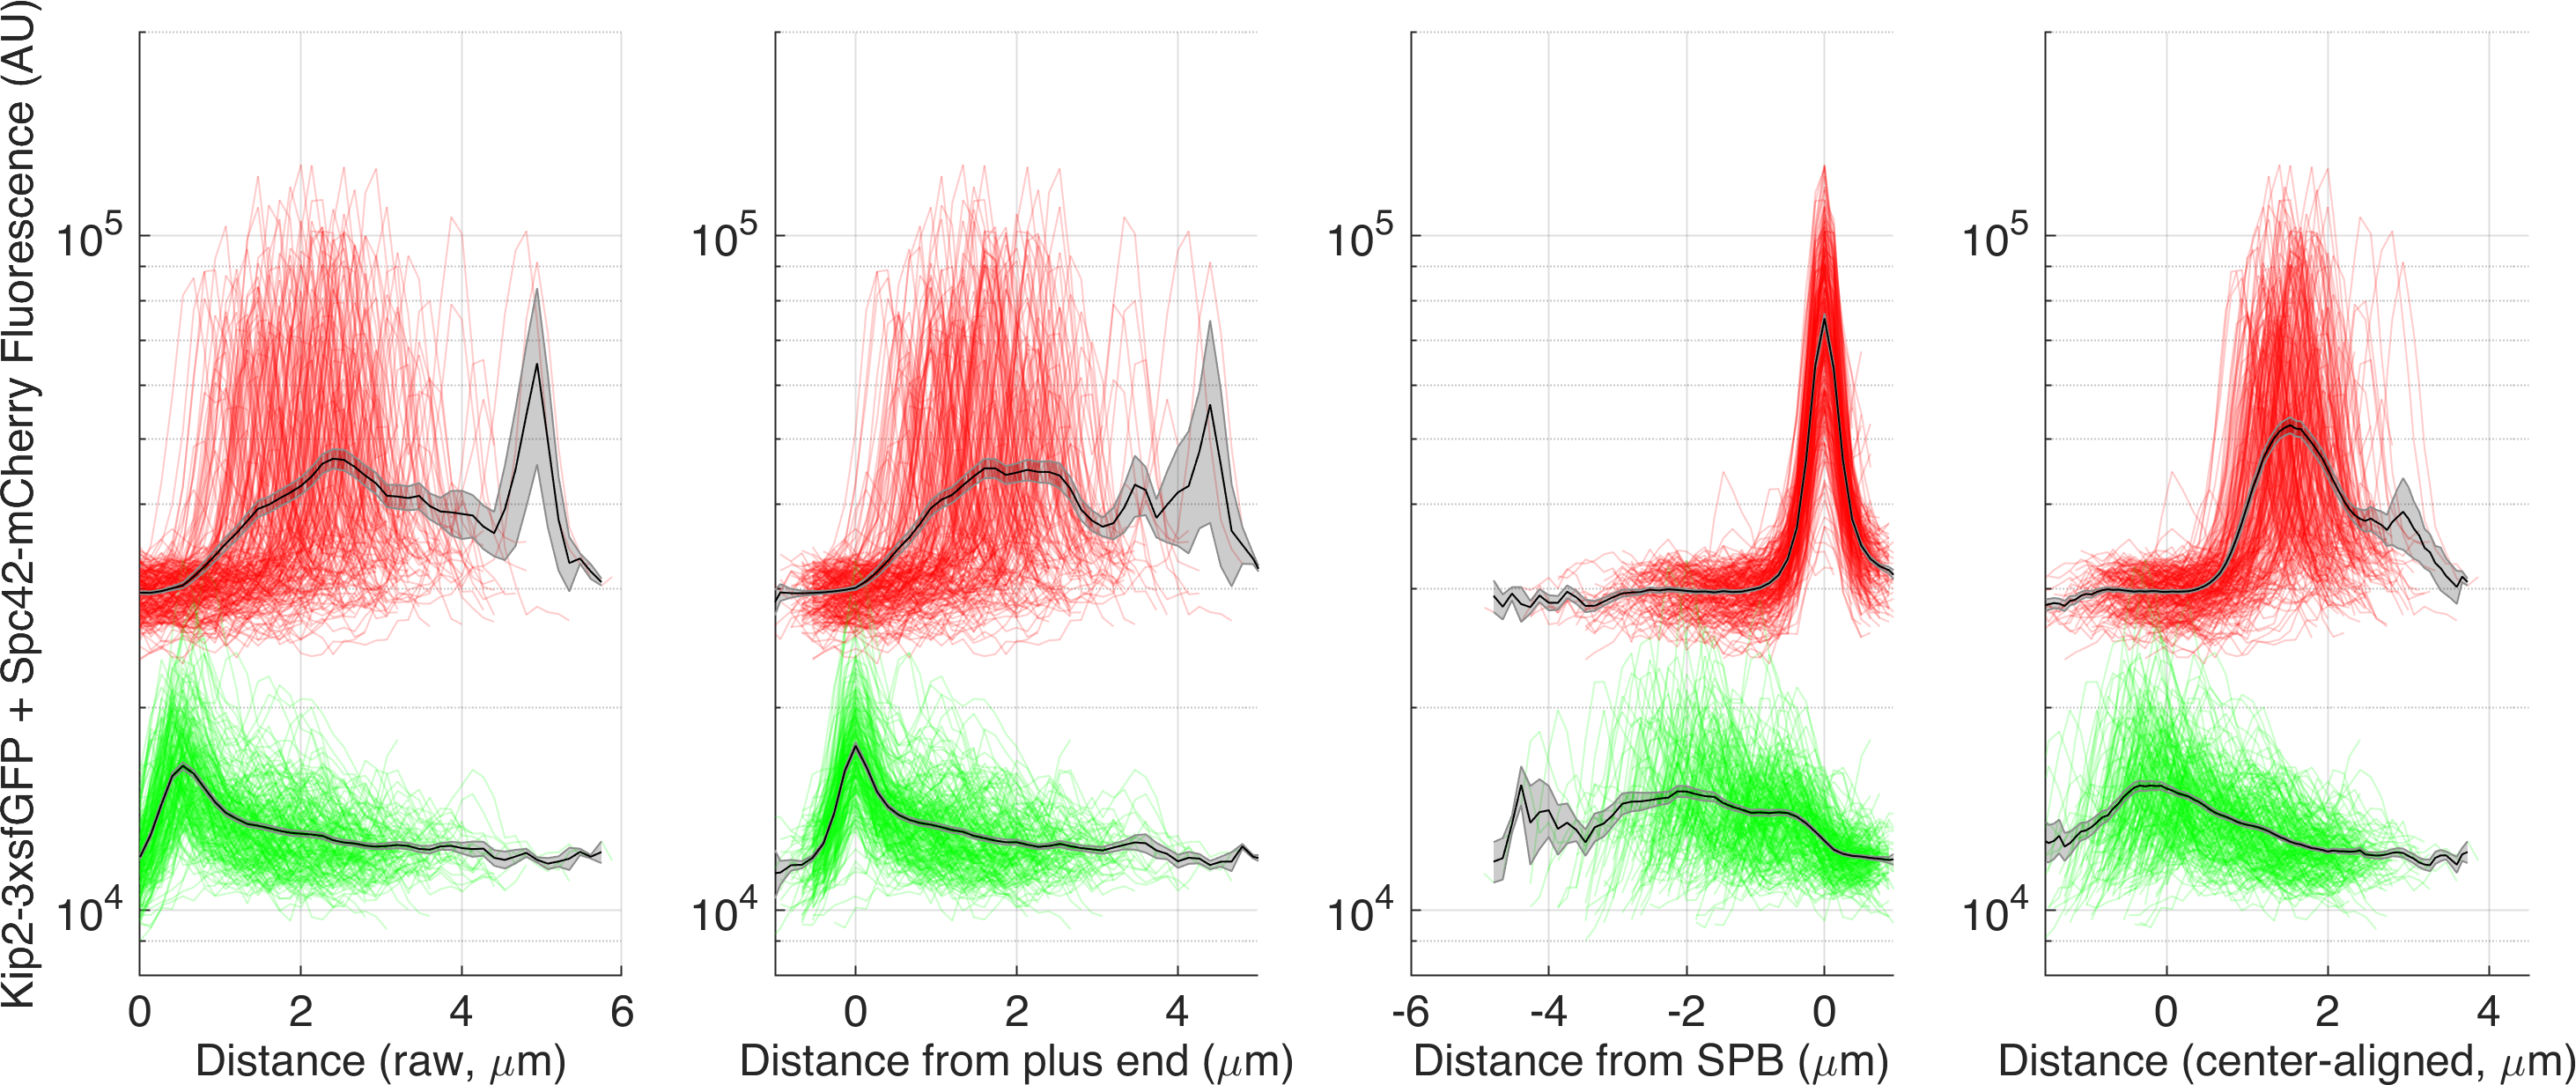 Kip2-3xsfGFP + Spc42-mCherry Fluorescence (AU)
10^5
10^4
0 2 4 6
Distance (raw, μm)
10^5
10^4
0 2 4
Distance from plus end (μm)
10^5
10^4
-6 -4 -2 0
Distance from SPB (μm)
10^5
10^4
0 2 4
Distance (center-aligned, μm)